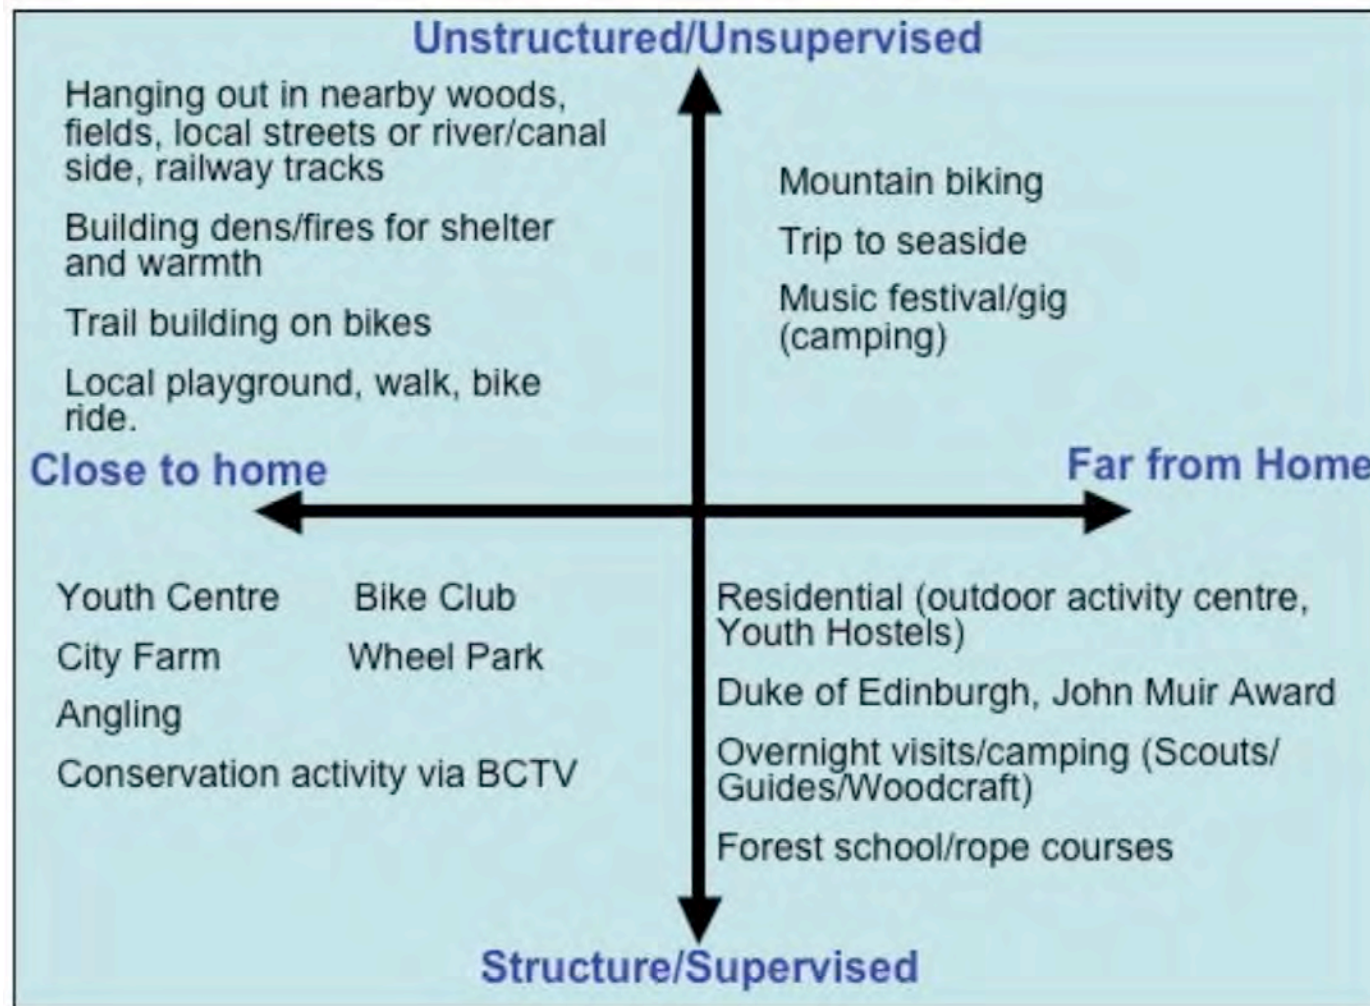 Unstructured/Unsupervised
Hanging out in nearby woods,
fields, local streets or river/canal
side, railway tracks
Building dens/fires for shelter
and warmth
Trail building on bikes
Local playground, walk, bike
ride.
Mountain biking
Trip to seaside
Music festival/gig
(camping)
Close to home
Far from Home
Youth Centre
Bike Club
City Farm
Wheel Park
Angling
Conservation activity via BCTV
Residential (outdoor activity centre,
Youth Hostels)
Duke of Edinburgh, John Muir Award
Overnight visits/camping (Scouts/
Guides/Woodcraft)
Forest school/rope courses
Structure/Supervised